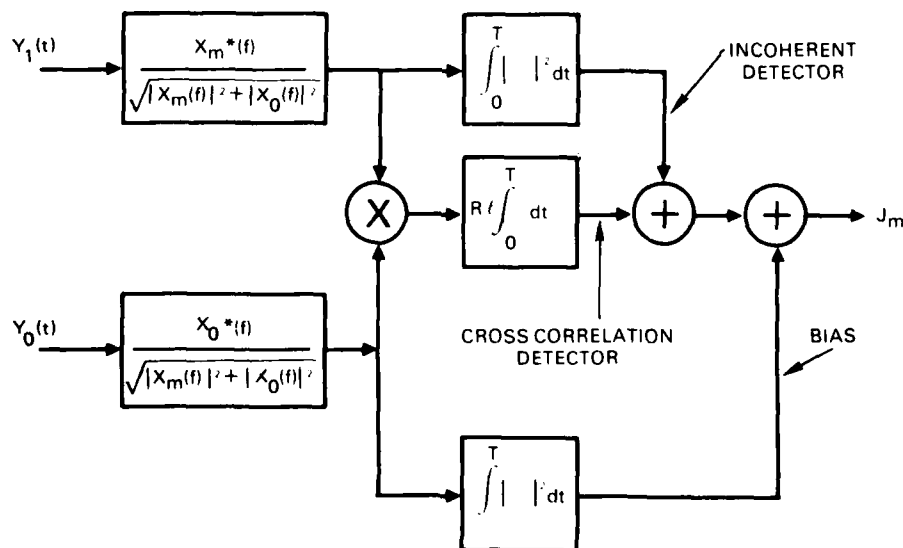 Y₁(t)
Xₘ*(f)
√|Xₘ(f)|² + |X₀(f)|²
T
∫| |² dt
0
INCOHERENT
DETECTOR
X
T
Rℓ∫ dt
0
+
+
Jₘ
Y₀(t)
X₀*(f)
√|Xₘ(f)|² + |X₀(f)|²
CROSS CORRELATION
DETECTOR
BIAS
T
∫| |² dt